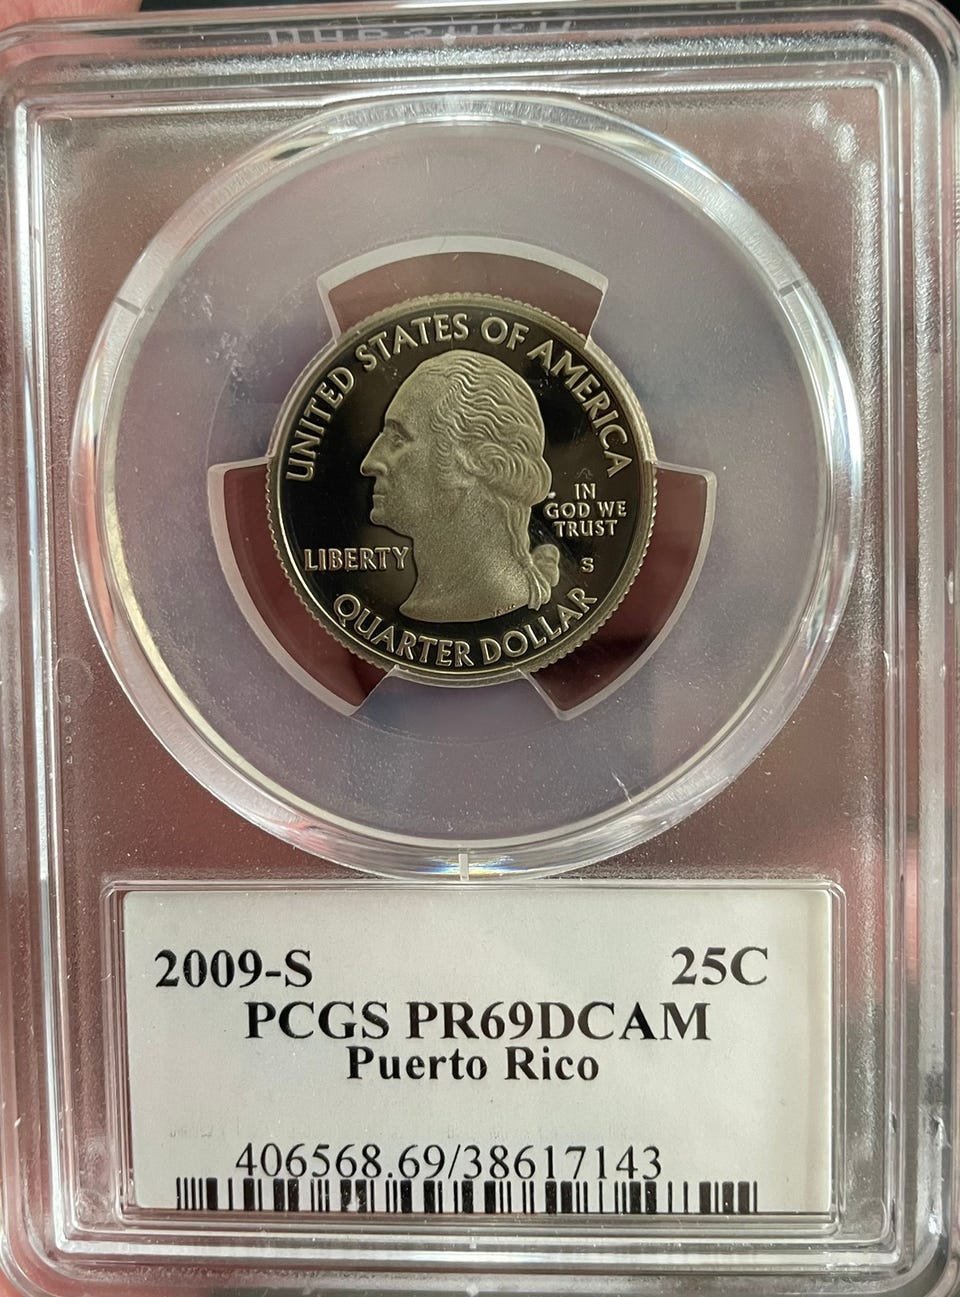 UNITED STATES OF AMERICA
IN
GOD WE
TRUST
LIBERTY
S
QUARTER DOLLAR
2009-S 25C
PCGS PR69DCAM
Puerto Rico
406568.69/38617143